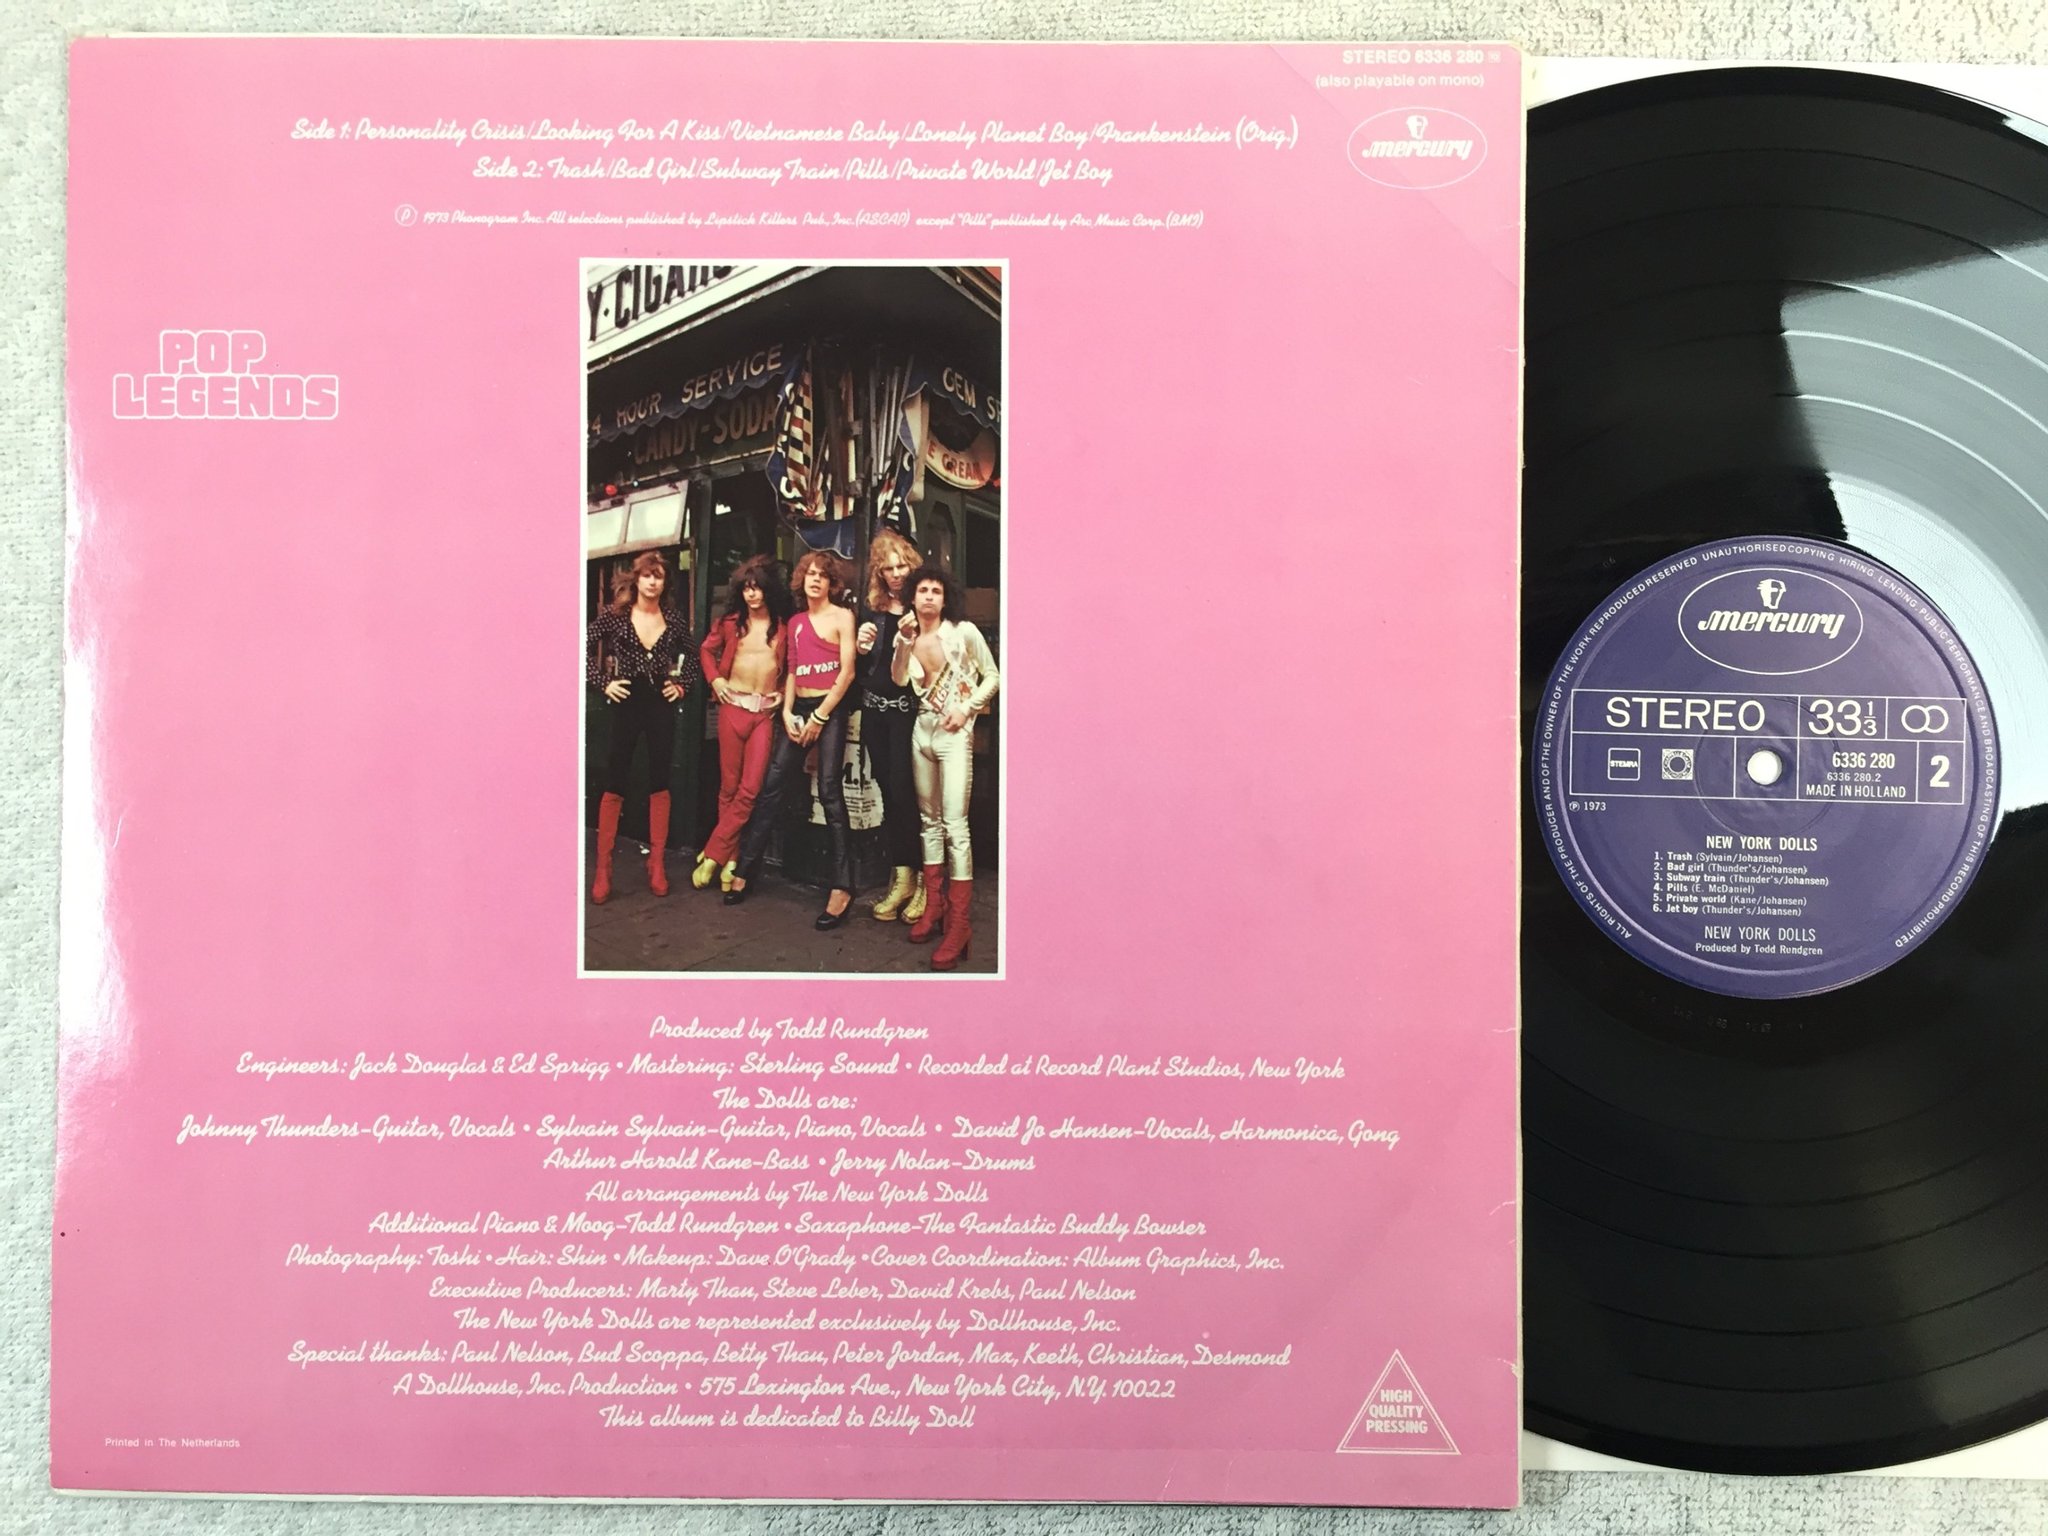 STEREO 6336 280
(also playable on mono)
mercury
Side 1: Personality Crisis/Looking For A Kiss/Vietnamese Baby/Lonely Planet Boy/Frankenstein (Orig.)
Side 2: Trash/Bad Girl/Subway Train/Pills/Private World/Jet Boy
Ⓟ 1973 Phonogram Inc. All selections published by Lipstick Killers Pub., Inc. (ASCAP) except "Pills" published by Arc Music Corp. (BMI)
POP
LEGENDS
Y·CIGARS
4 HOUR SERVICE
CANDY-SODA
GEM
E CREAM
NEW YORK
Produced by Todd Rundgren
Engineers: Jack Douglas & Ed Sprigg • Mastering: Sterling Sound • Recorded at Record Plant Studios, New York
The Dolls are:
Johnny Thunders-Guitar, Vocals • Sylvain Sylvain-Guitar, Piano, Vocals • David Jo Hansen-Vocals, Harmonica, Gong
Arthur Harold Kane-Bass • Jerry Nolan-Drums
All arrangements by The New York Dolls
Additional Piano & Moog-Todd Rundgren • Saxaphone-The Fantastic Buddy Bowser
Photography: Toshi • Hair: Shin • Makeup: Dave O'Grady • Cover Coordination: Album Graphics, Inc.
Executive Producers: Marty Thau, Steve Leber, David Krebs, Paul Nelson
The New York Dolls are represented exclusively by Dollhouse, Inc.
Special thanks: Paul Nelson, Bud Scoppa, Betty Thau, Peter Jordan, Max, Keeth, Christian, Desmond
A Dollhouse, Inc. Production • 575 Lexington Ave., New York City, N.Y. 10022
This album is dedicated to Billy Doll
Printed in The Netherlands
HIGH
QUALITY
PRESSING
ALL RIGHTS OF THE PRODUCER AND OF THE OWNER OF THE WORK REPRODUCED RESERVED UNAUTHORISED COPYING HIRING, LENDING, PUBLIC PERFORMANCE AND BROADCASTING OF THIS RECORD PROHIBITED
mercury
STEREO 33 1/3
STEMRA
6336 280
6336 280.2
MADE IN HOLLAND
2
Ⓟ 1973
NEW YORK DOLLS
1. Trash (Sylvain/Johansen)
2. Bad girl (Thunder's/Johansen)
3. Subway train (Thunder's/Johansen)
4. Pills (E. McDaniel)
5. Private world (Kane/Johansen)
6. Jet boy (Thunder's/Johansen)
NEW YORK DOLLS
Produced by Todd Rundgren